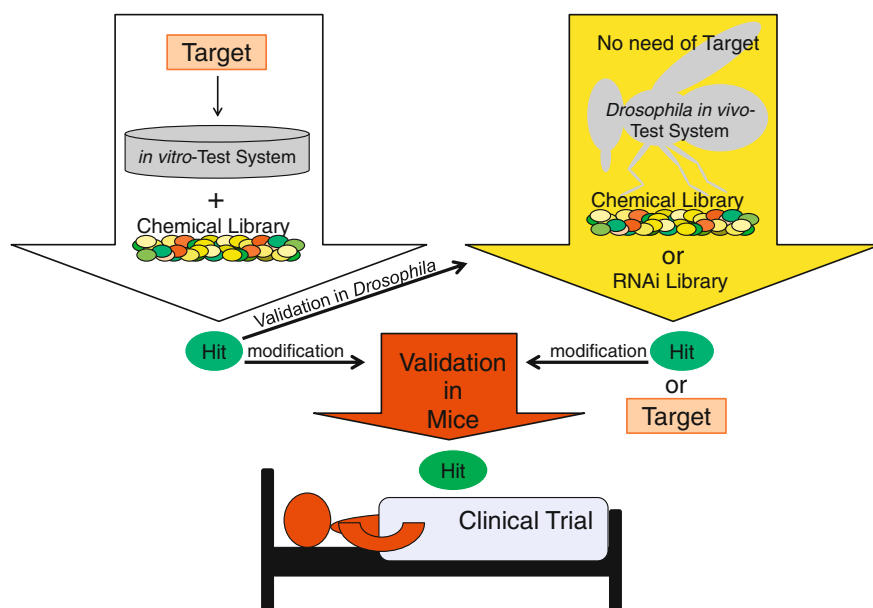 Target
in vitro-Test System
+
Chemical Library
No need of Target
Drosophila in vivo-
Test System
Chemical Library
or
RNAi Library
Validation in Drosophila
Hit
modification
Validation
in
Mice
modification
Hit
or
Target
Hit
Clinical Trial